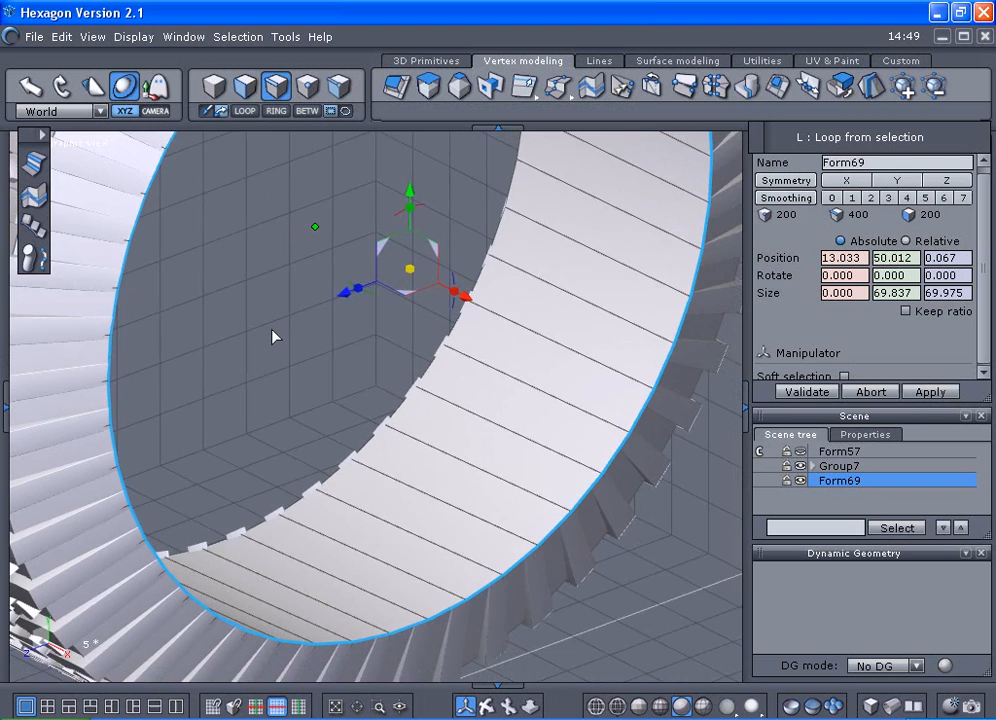 Hexagon Version 2.1
File Edit View Display Window Selection Tools Help
14:49
3D Primitives Vertex modeling Lines Surface modeling Utilities UV & Paint Custom
World XYZ CAMERA
LOOP RING BETW
L : Loop from selection
Name Form69
Symmetry X Y Z
Smoothing 0 1 2 3 4 5 6 7
200 400 200
Absolute Relative
Position 13.033 50.012 0.067
Rotate 0.000 0.000 0.000
Size 0.000 69.837 69.975
Keep ratio
Manipulator
Soft selection
Validate Abort Apply
Scene
Scene tree Properties
C Form57
Group7
Form69
Select
Dynamic Geometry
5 *
DG mode: No DG